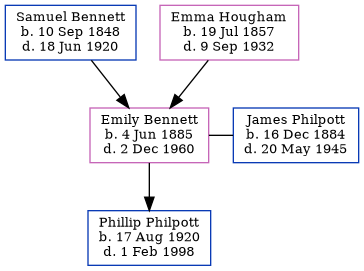 Samuel Bennett
b. 10 Sep 1848
d. 18 Jun 1920
Emma Hougham
b. 19 Jul 1857
d. 9 Sep 1932
Emily Bennett
b. 4 Jun 1885
d. 2 Dec 1960
James Philpott
b. 16 Dec 1884
d. 20 May 1945
Phillip Philpott
b. 17 Aug 1920
d. 1 Feb 1998